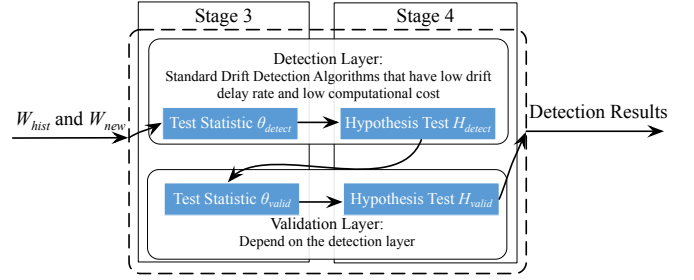 Stage 3
Stage 4
Detection Layer:
Standard Drift Detection Algorithms that have low drift
delay rate and low computational cost
W_hist and W_new
Test Statistic θ_detect
Hypothesis Test H_detect
Detection Results
Test Statistic θ_valid
Hypothesis Test H_valid
Validation Layer:
Depend on the detection layer